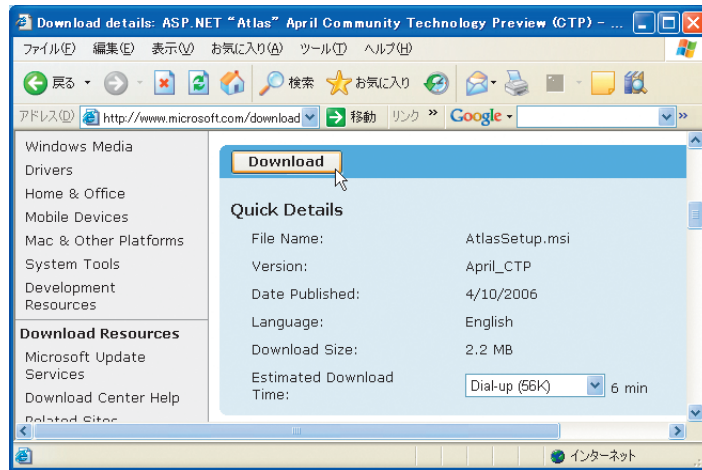 Download details: ASP.NET “Atlas” April Community Technology Preview (CTP) - ...
ファイル(F) 編集(E) 表示(V) お気に入り(A) ツール(T) ヘルプ(H)
戻る 検索 お気に入り
アドレス(D) http://www.microsoft.com/download 移動 リンク » Google »
Windows Media
Drivers
Home & Office
Mobile Devices
Mac & Other Platforms
System Tools
Development
Resources
Download Resources
Microsoft Update
Services
Download Center Help
Related Sites
Download
Quick Details
File Name: AtlasSetup.msi
Version: April_CTP
Date Published: 4/10/2006
Language: English
Download Size: 2.2 MB
Estimated Download
Time: Dial-up (56K) 6 min
インターネット